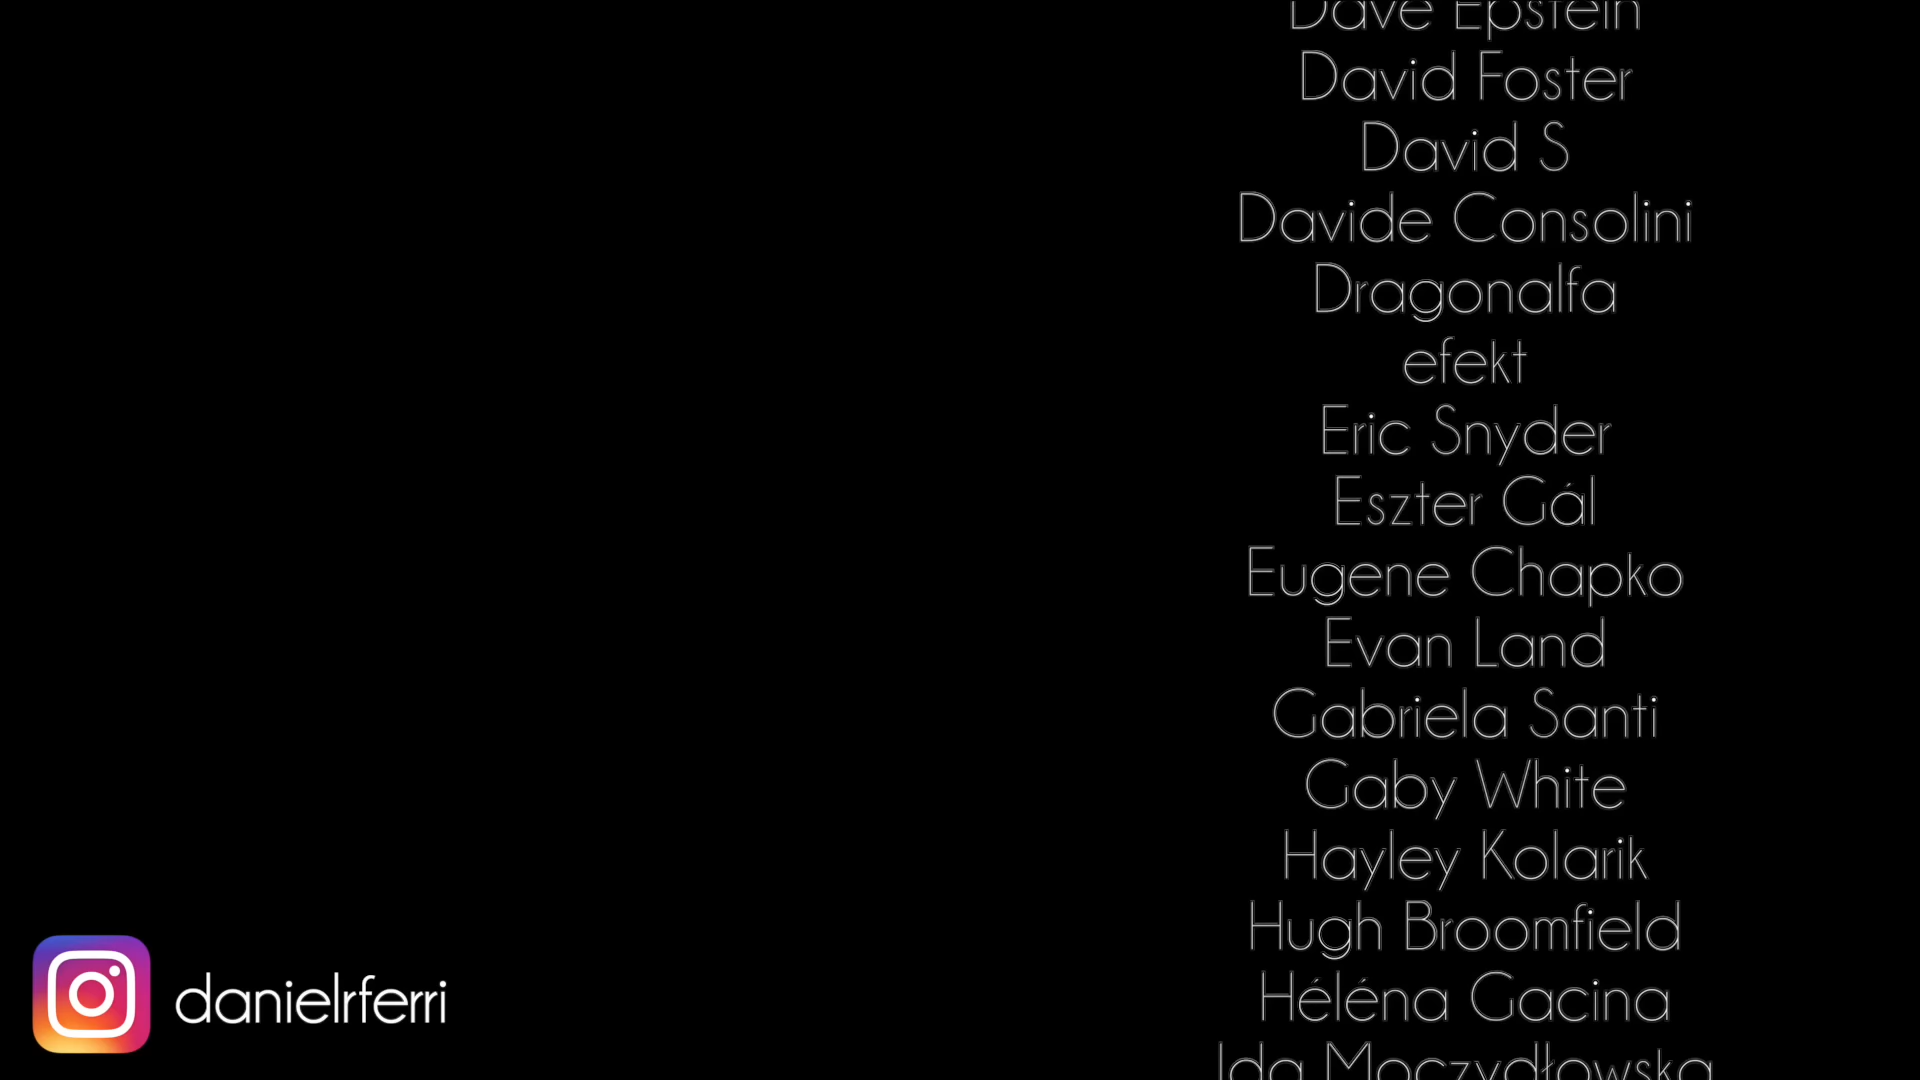 Dave Epstein
David Foster
David S
Davide Consolini
Dragonalfa
efekt
Eric Snyder
Eszter Gál
Eugene Chapko
Evan Land
Gabriela Santi
Gaby White
Hayley Kolarik
Hugh Broomfield
Héléna Gacina
Ida Moczydłowska
danielrferri